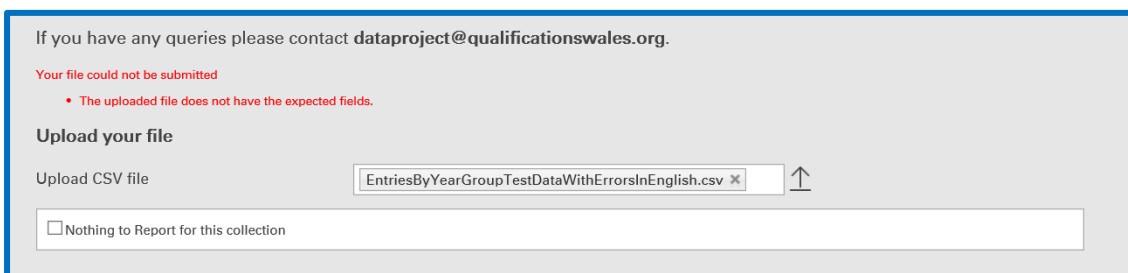 If you have any queries please contact dataproject@qualificationswales.org.
Your file could not be submitted
• The uploaded file does not have the expected fields.
Upload your file
Upload CSV file EntriesByYearGroupTestDataWithErrorsInEnglish.csv ×
Nothing to Report for this collection